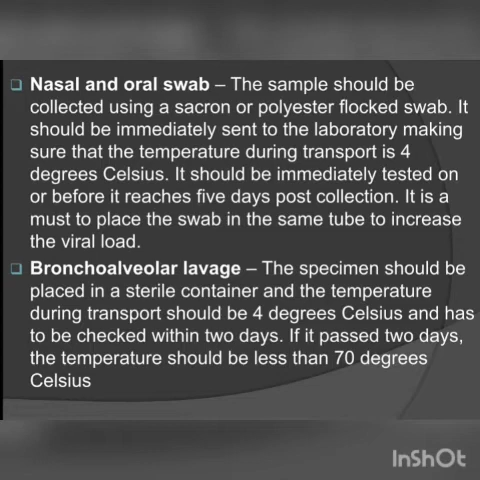 Nasal and oral swab – The sample should be
collected using a sacron or polyester flocked swab. It
should be immediately sent to the laboratory making
sure that the temperature during transport is 4
degrees Celsius. It should be immediately tested on
or before it reaches five days post collection. It is a
must to place the swab in the same tube to increase
the viral load.
Bronchoalveolar lavage – The specimen should be
placed in a sterile container and the temperature
during transport should be 4 degrees Celsius and has
to be checked within two days. If it passed two days,
the temperature should be less than 70 degrees
Celsius
InShOt